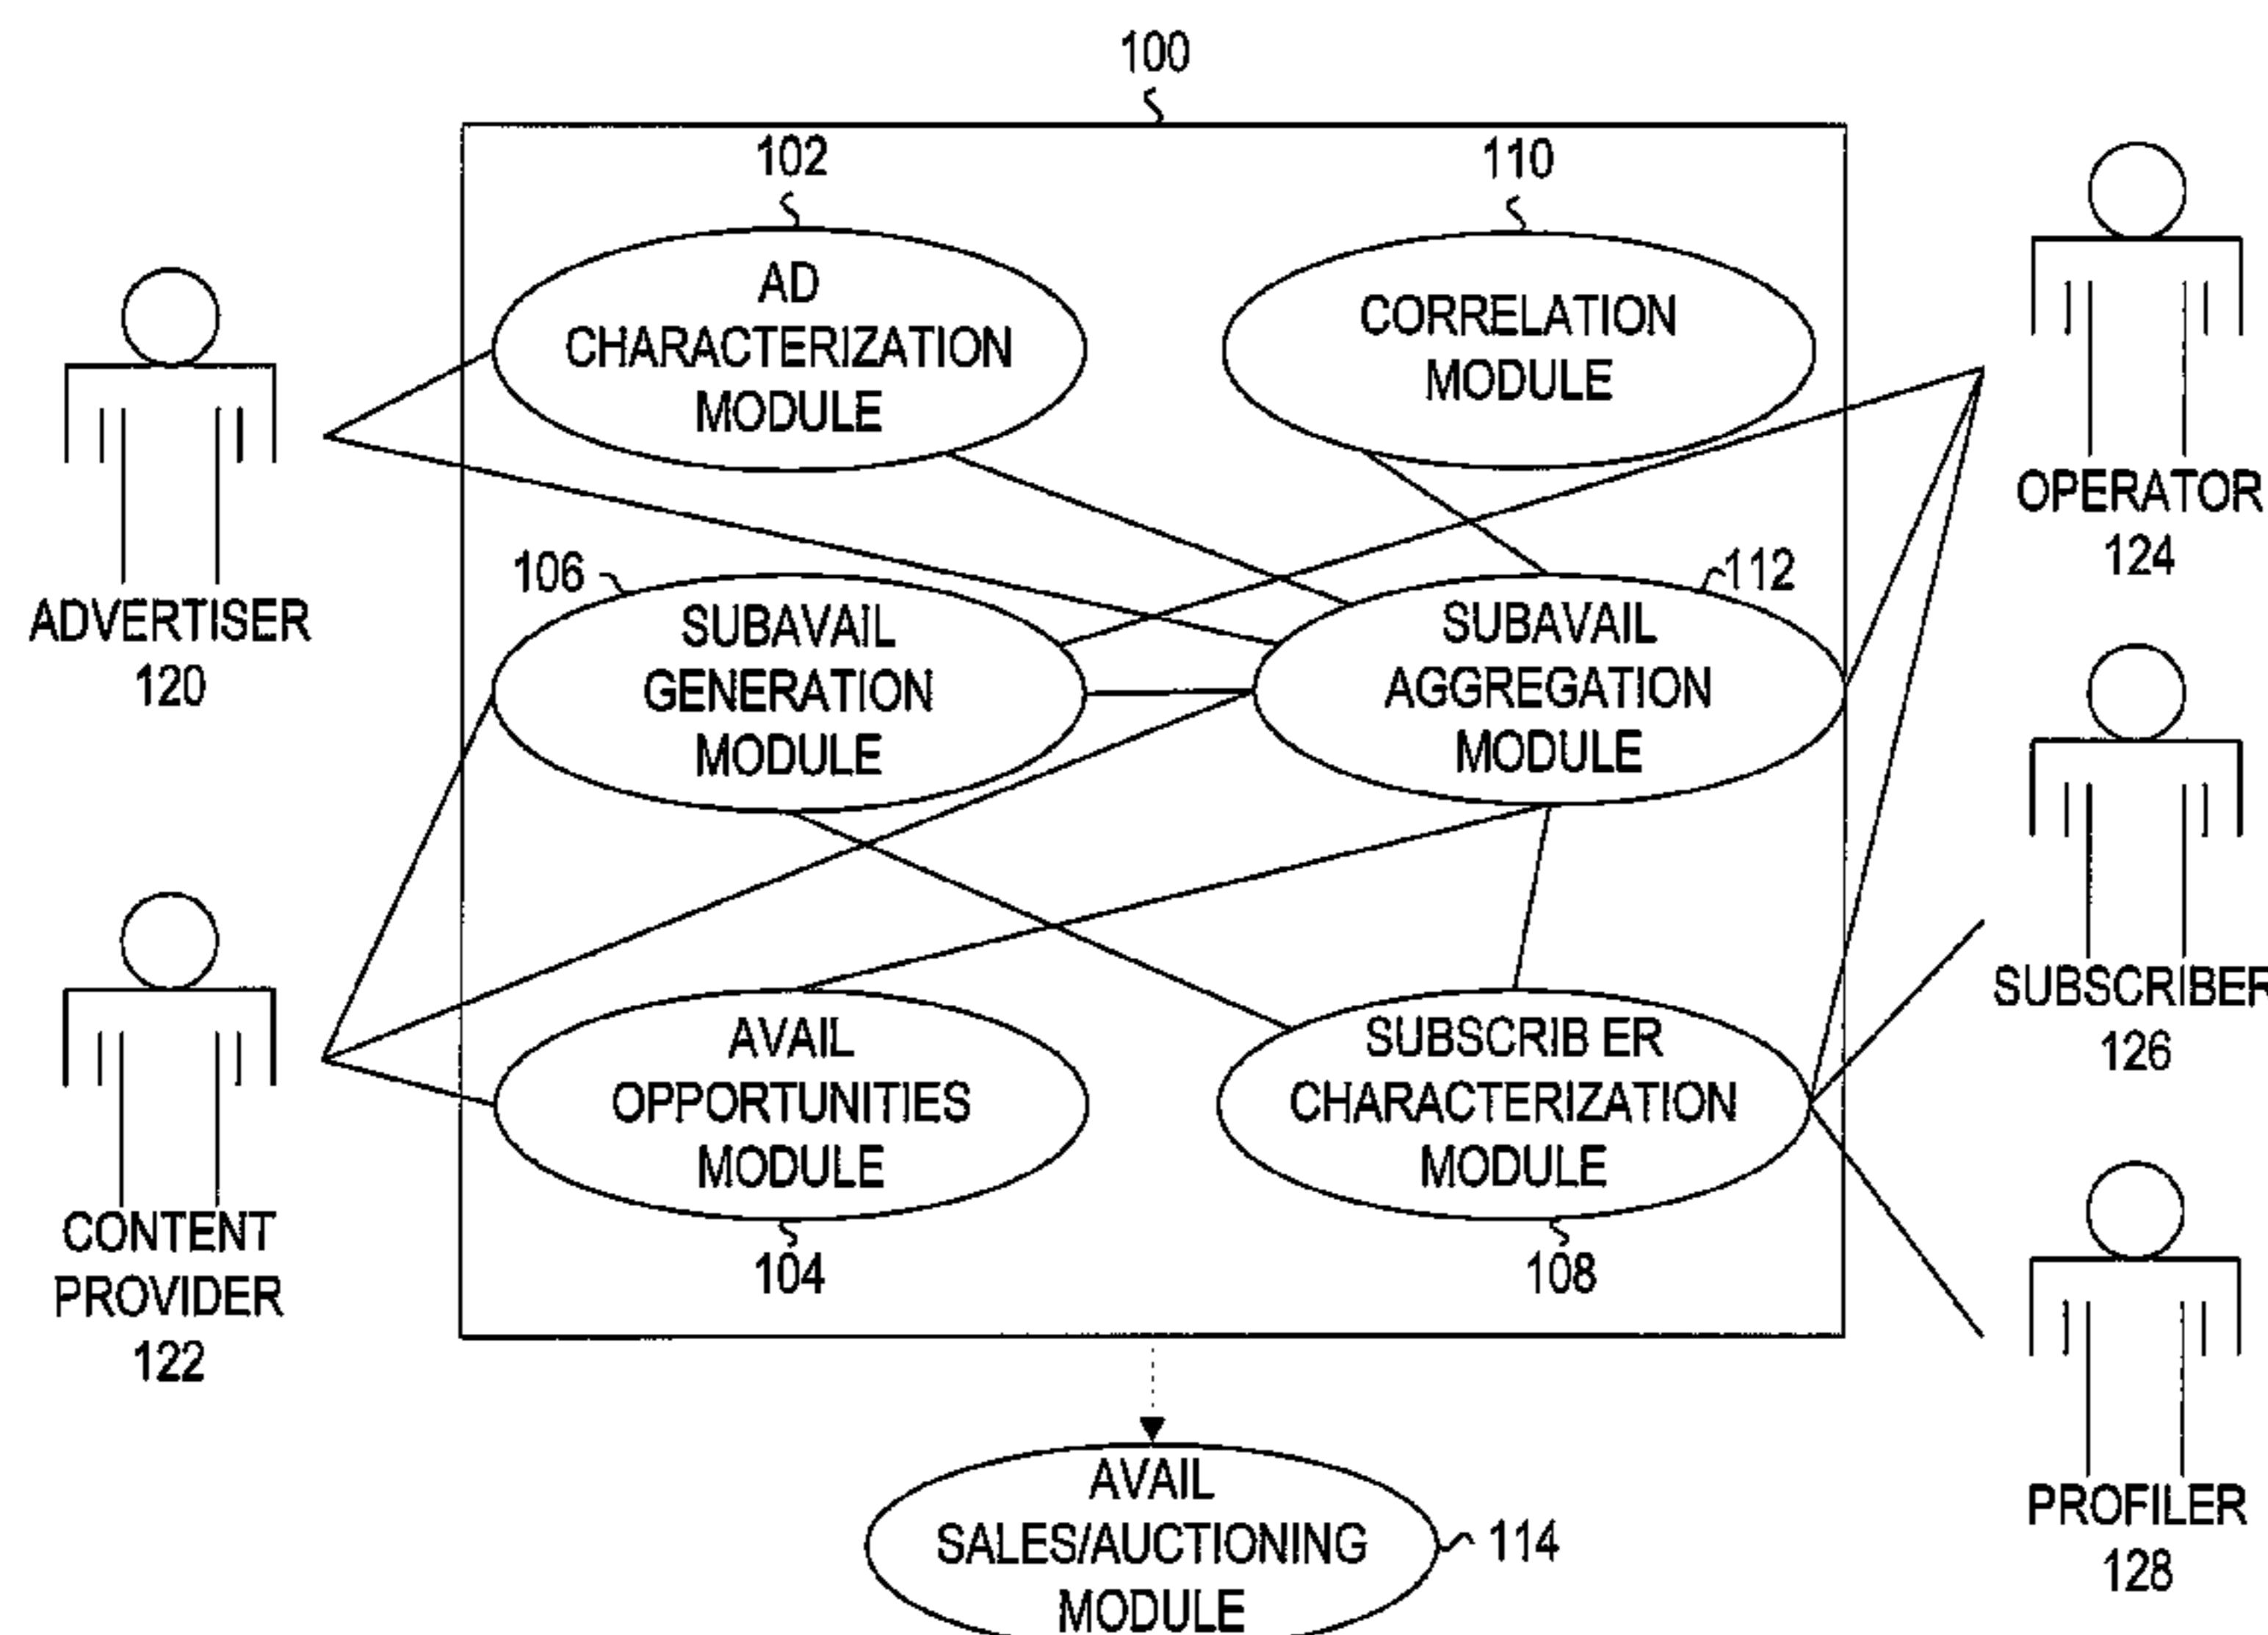 100
102
110
AD
CHARACTERIZATION
MODULE
CORRELATION
MODULE
OPERATOR
124
106
112
ADVERTISER
120
SUBAVAIL
GENERATION
MODULE
SUBAVAIL
AGGREGATION
MODULE
SUBSCRIBER
126
AVAIL
OPPORTUNITIES
MODULE
SUBSCRIB ER
CHARACTERIZATION
MODULE
CONTENT
PROVIDER
122
104
108
AVAIL
SALES/AUCTIONING
MODULE
114
PROFILER
128